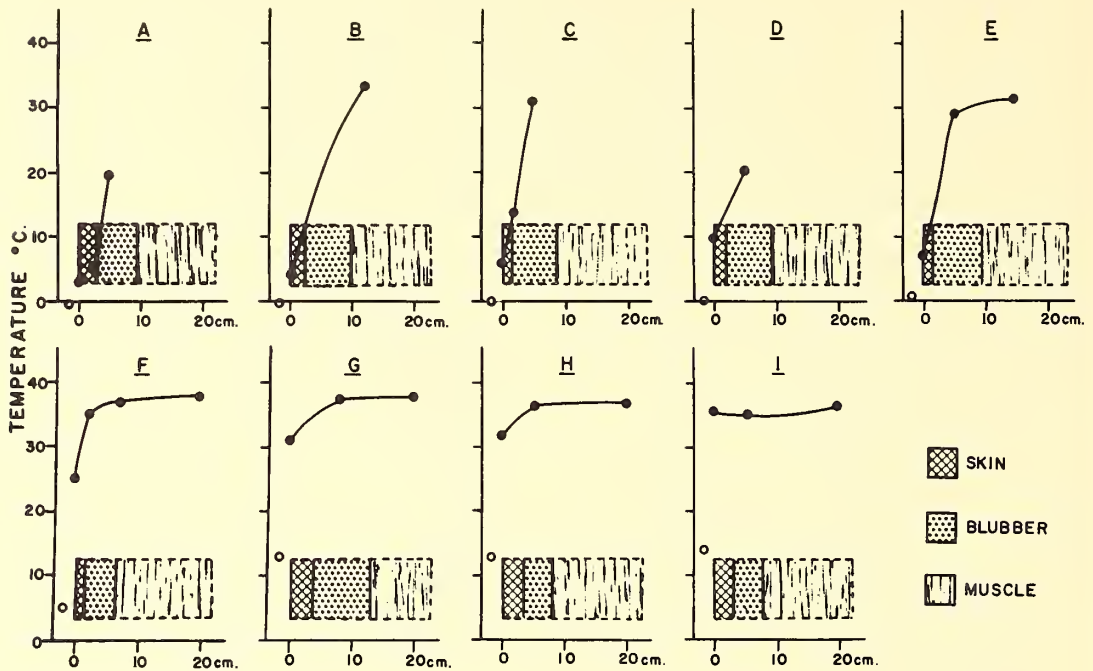 A B C D E
40
30
20
10
0
0 10 20cm. 0 10 20cm. 0 10 20cm. 0 10 20cm. 0 10 20cm.
TEMPERATURE °C.
F G H I
40
30
20
10
0
0 10 20cm. 0 10 20cm. 0 10 20cm. 0 10 20cm.
SKIN
BLUBBER
MUSCLE